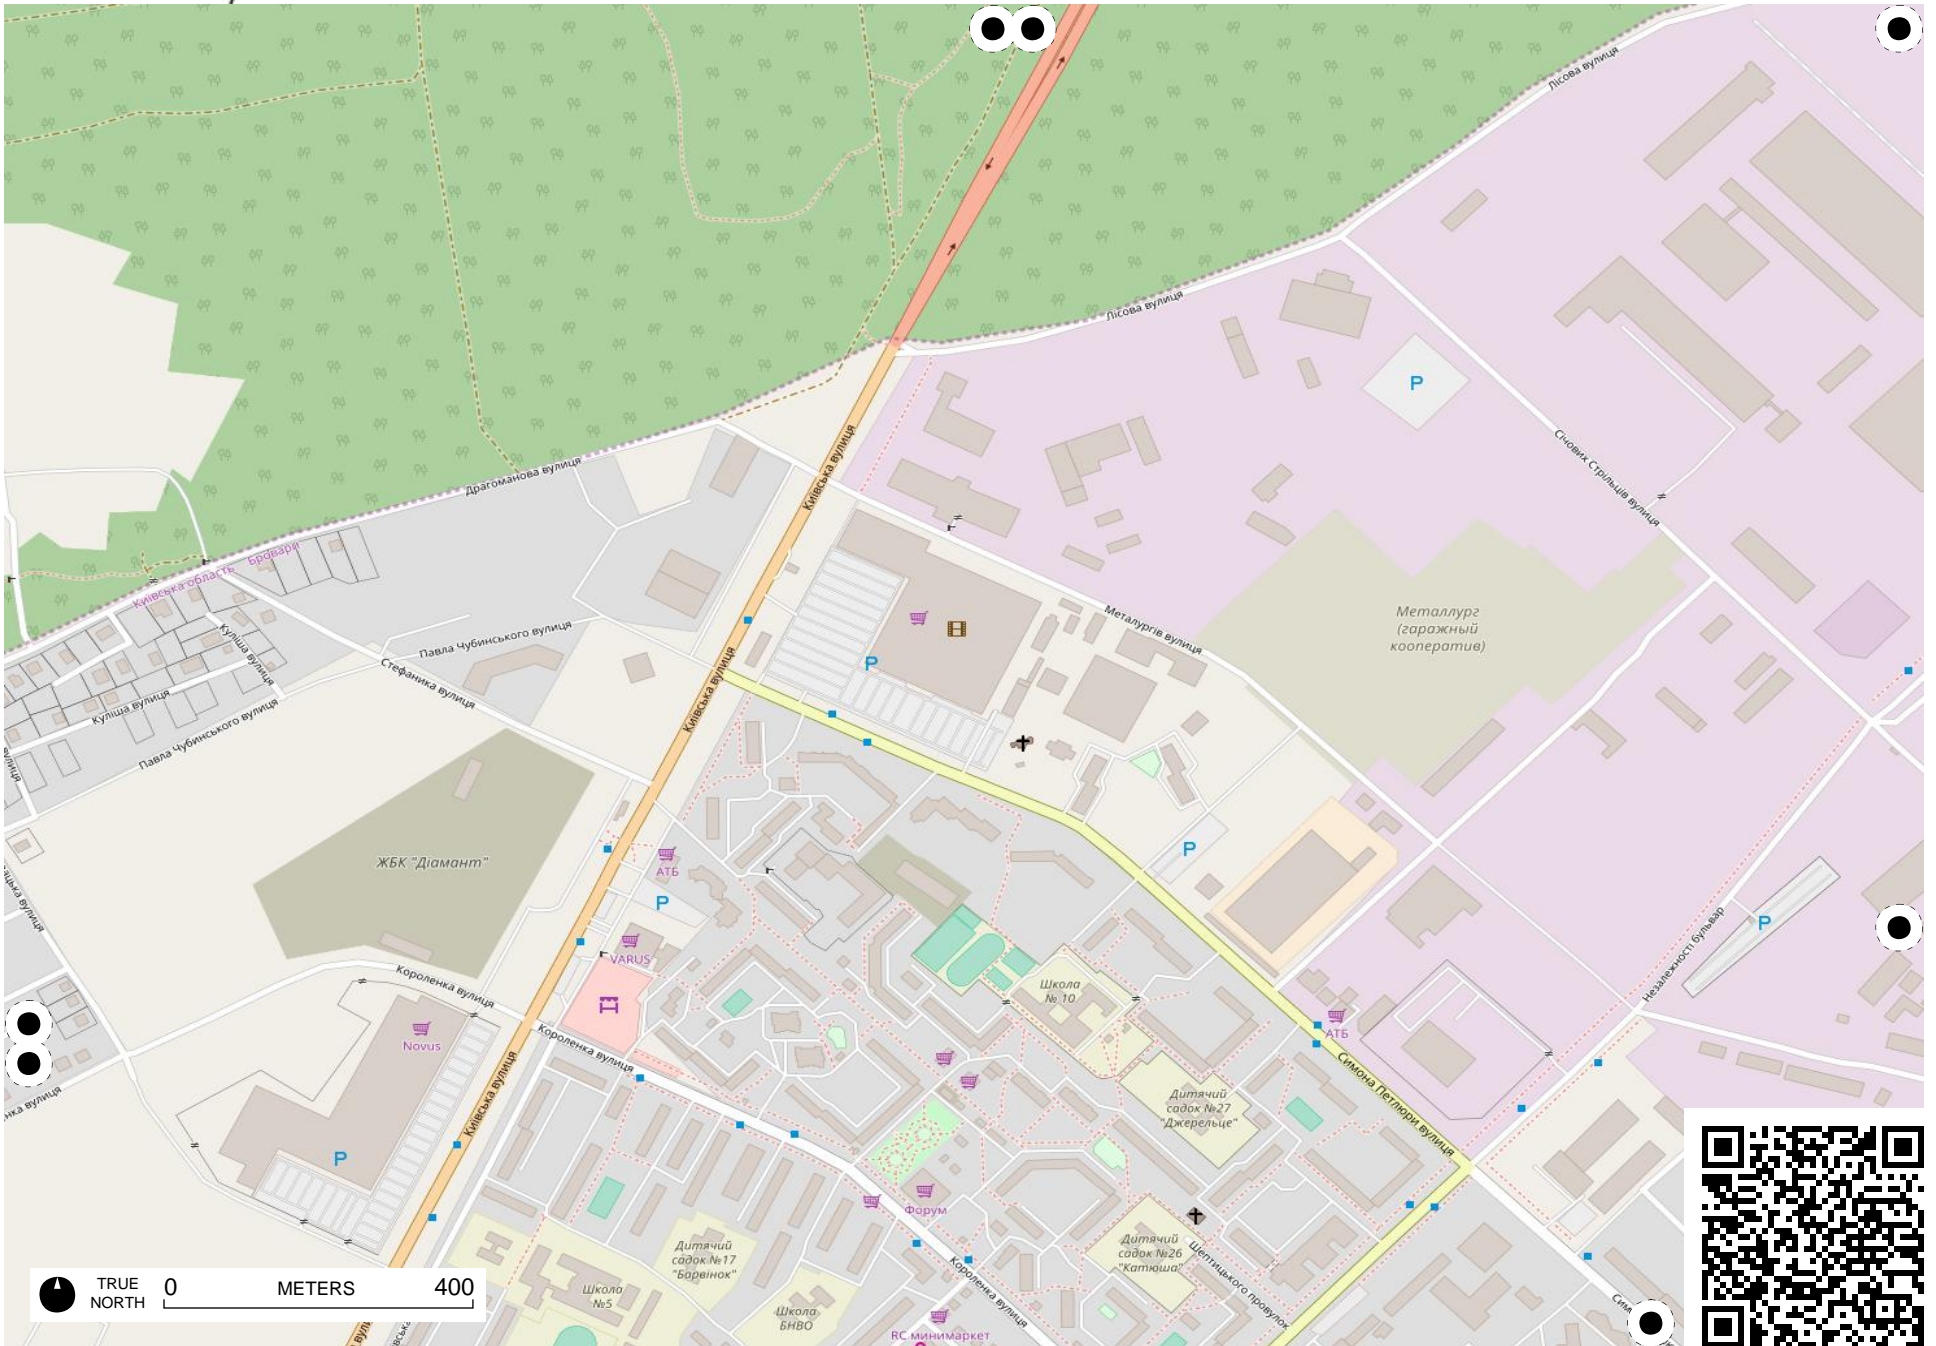 Лісова вулиця
Лісова вулиця
P
Київська вулиця
Січових Стрільців вулиця
Драгоманова вулиця
Київська область
Бровари
Металлург
(гаражный
кооператив)
Металургів вулиця
Куліша вулиця
Павла Чубинського вулиця
Стефаника вулиця
P
Київська вулиця
Куліша вулиця
Павла Чубинського вулиця
вулиця
ЖБК "Діамант"
АТБ
P
P
P
VARUS
Незалежності бульвар
Короленка вулиця
Школа
№ 10
Novus
Короленка вулиця
АТБ
Київська вулиця
Симона Петлюри вулиця
Дитячий
садок №27
"Джерельце"
P
Форум
Дитячий
садок №17
"Барвінок"
Дитячий
садок №26
"Катюша"
Шептицького провулок
Короленка вулиця
Школа
№5
Школа
БНВО
RC минимаркет
TRUE
NORTH
0 METERS 400